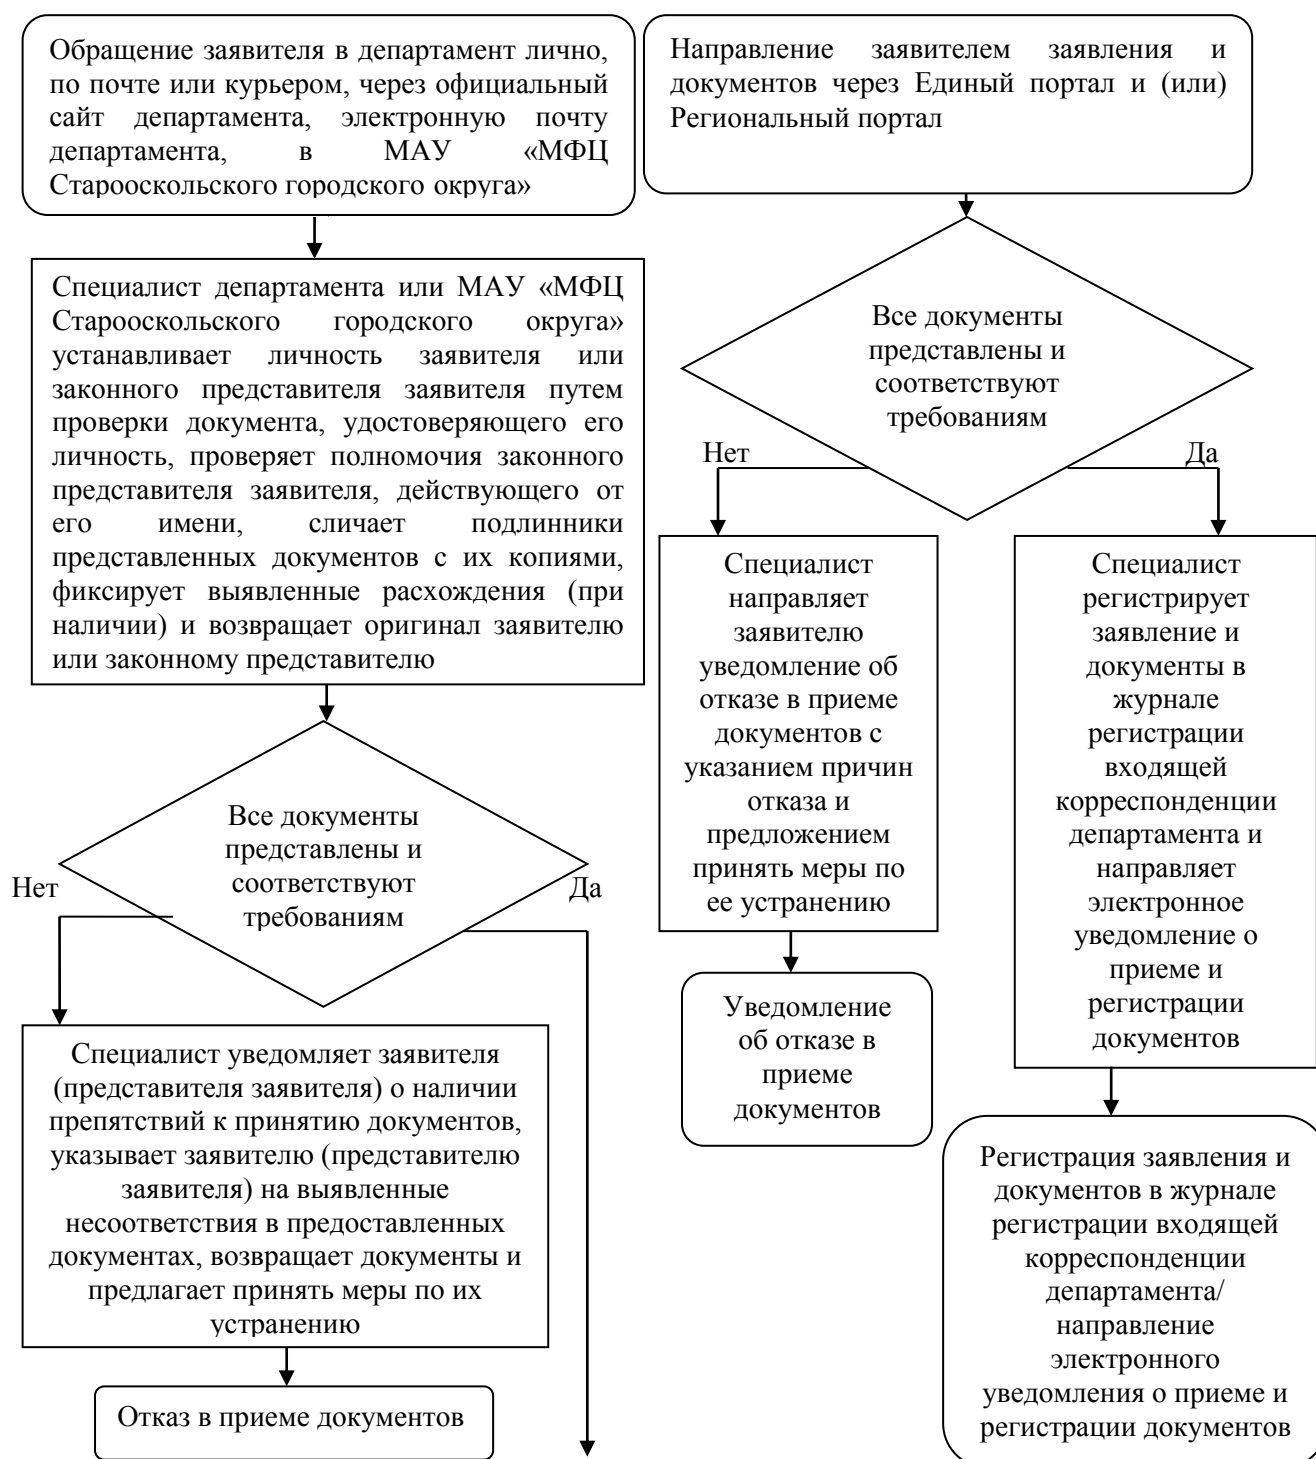 Обращение заявителя в департамент лично,
по почте или курьером, через официальный
сайт департамента, электронную почту
департамента, в МАУ «МФЦ
Старооскольского городского округа»
Направление заявителем заявления и
документов через Единый портал и (или)
Региональный портал
Специалист департамента или МАУ «МФЦ
Старооскольского городского округа»
устанавливает личность заявителя или
законного представителя заявителя путем
проверки документа, удостоверяющего его
личность, проверяет полномочия законного
представителя заявителя, действующего от
его имени, сличает подлинники
представленных документов с их копиями,
фиксирует выявленные расхождения (при
наличии) и возвращает оригинал заявителю
или законному представителю
Все документы
представлены и
соответствуют
требованиям
Нет
Да
Специалист
направляет
заявителю
уведомление об
отказе в приеме
документов с
указанием причин
отказа и
предложением
принять меры по
ее устранению
Специалист
регистрирует
заявление и
документы в
журнале
регистрации
входящей
корреспонденции
департамента и
направляет
электронное
уведомление о
приеме и
регистрации
документов
Все документы
представлены и
соответствуют
требованиям
Нет
Да
Уведомление
об отказе в
приеме
документов
Специалист уведомляет заявителя
(представителя заявителя) о наличии
препятствий к принятию документов,
указывает заявителю (представителю
заявителя) на выявленные
несоответствия в предоставленных
документах, возвращает документы и
предлагает принять меры по их
устранению
Регистрация заявления и
документов в журнале
регистрации входящей
корреспонденции
департамента/
направление
электронного
уведомления о приеме и
регистрации документов
Отказ в приеме документов